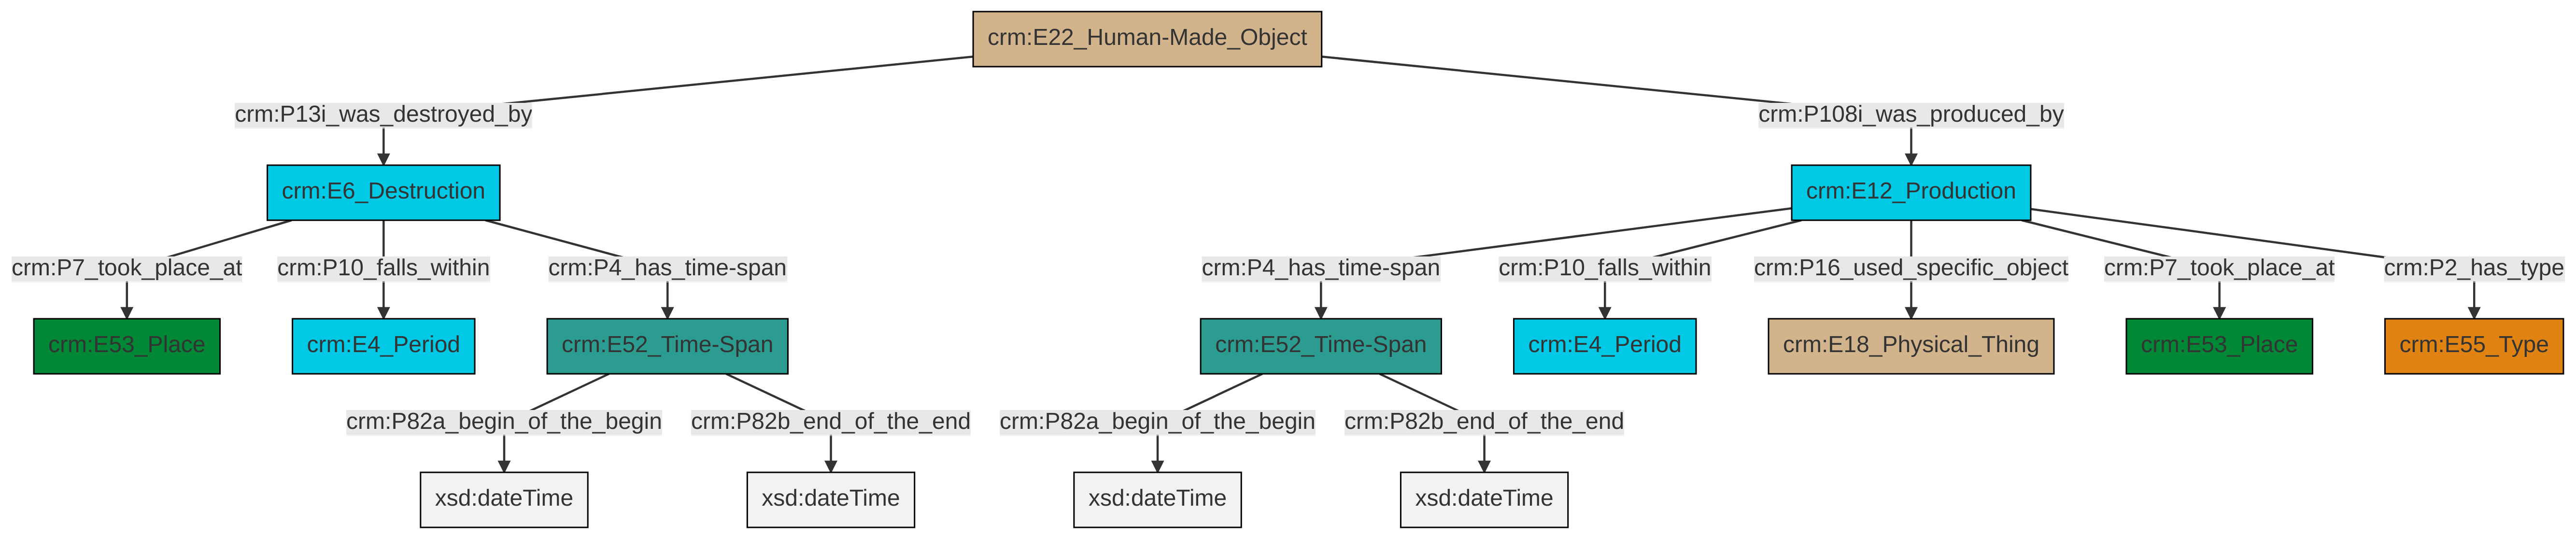 crm:E22_Human-Made_Object
crm:P13i_was_destroyed_by
crm:P108i_was_produced_by
crm:E6_Destruction
crm:E12_Production
crm:P7_took_place_at
crm:P10_falls_within
crm:P4_has_time-span
crm:P4_has_time-span
crm:P10_falls_within
crm:P16_used_specific_object
crm:P7_took_place_at
crm:P2_has_type
crm:E53_Place
crm:E4_Period
crm:E52_Time-Span
crm:E52_Time-Span
crm:E4_Period
crm:E18_Physical_Thing
crm:E53_Place
crm:E55_Type
crm:P82a_begin_of_the_begin
crm:P82b_end_of_the_end
crm:P82a_begin_of_the_begin
crm:P82b_end_of_the_end
xsd:dateTime
xsd:dateTime
xsd:dateTime
xsd:dateTime